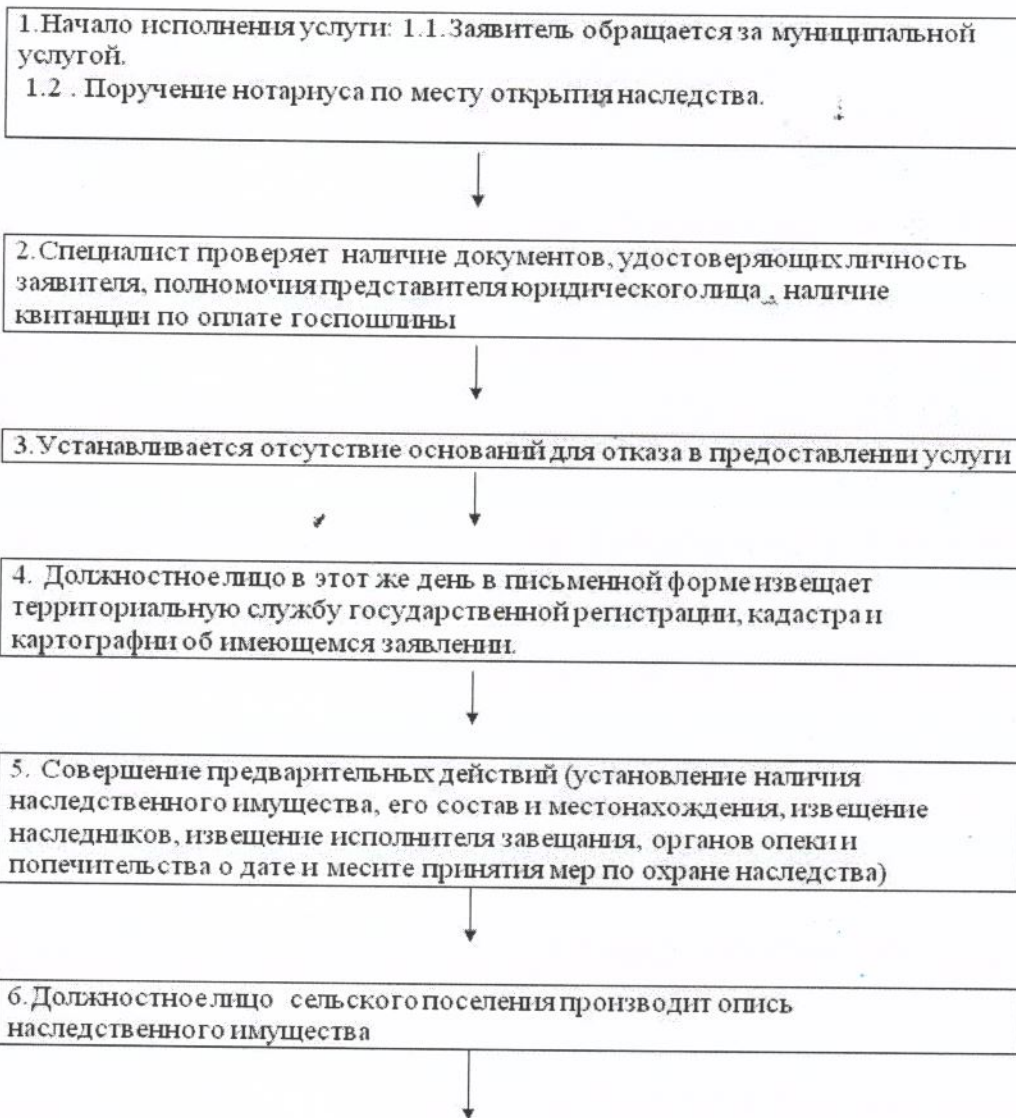 1.Начало исполнения услуги: 1.1.Заявитель обращается за муниципальной
услугой.
1.2 . Поручение нотариуса по месту открытия наследства.
2.Специалист проверяет наличие документов, удостоверяющих личность
заявителя, полномочия представителя юридического лица , наличие
квитанции по оплате госпошлины
3.Устанавливается отсутствие оснований для отказа в предоставлении услуги
4. Должностное лицо в этот же день в письменной форме извещает
территориальную службу государственной регистрации, кадастра и
картографии об имеющемся заявлении.
5. Совершение предварительных действий (установление наличия
наследственного имущества, его состав и местонахождения, извещение
наследников, извещение исполнителя завещания, органов опеки и
попечительства о дате и месите принятия мер по охране наследства)
6.Должностное лицо сельского поселения производит опись
наследственного имущества